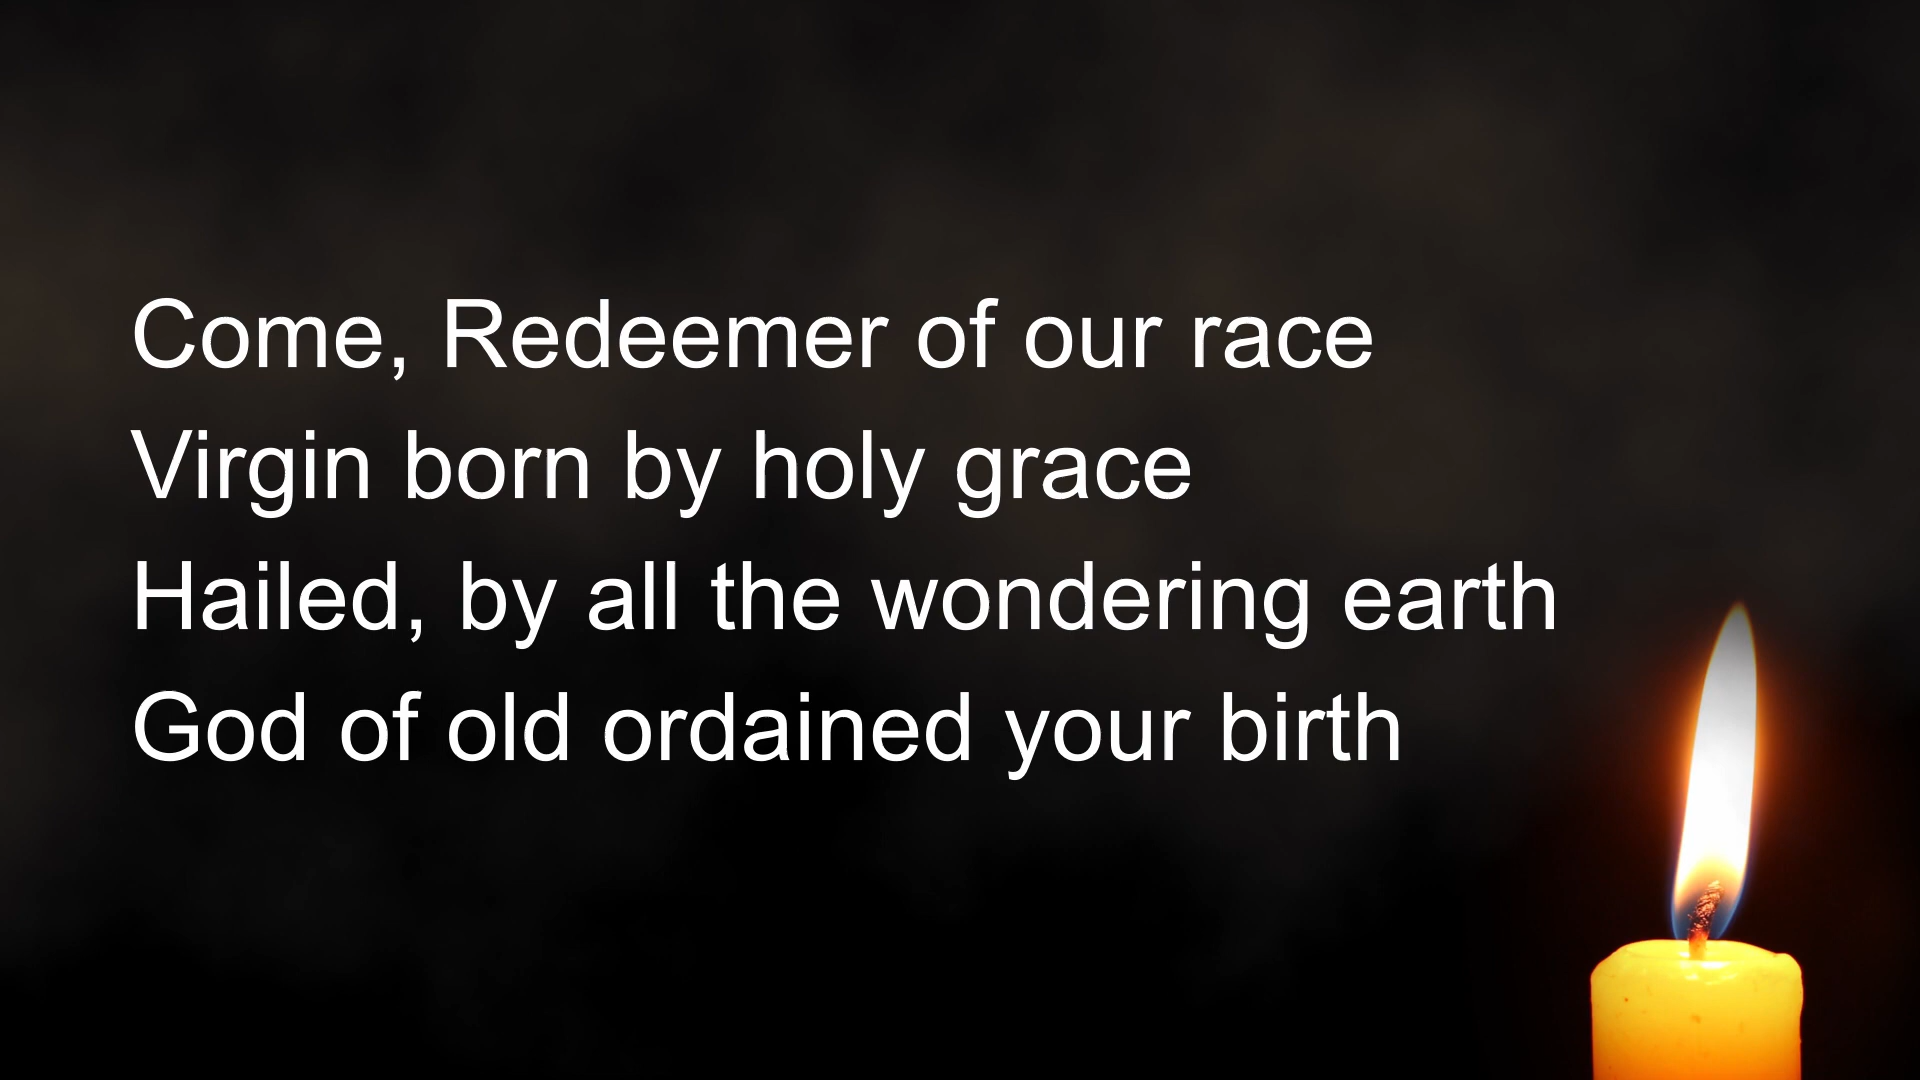 Come, Redeemer of our race
Virgin born by holy grace
Hailed, by all the wondering earth
God of old ordained your birth